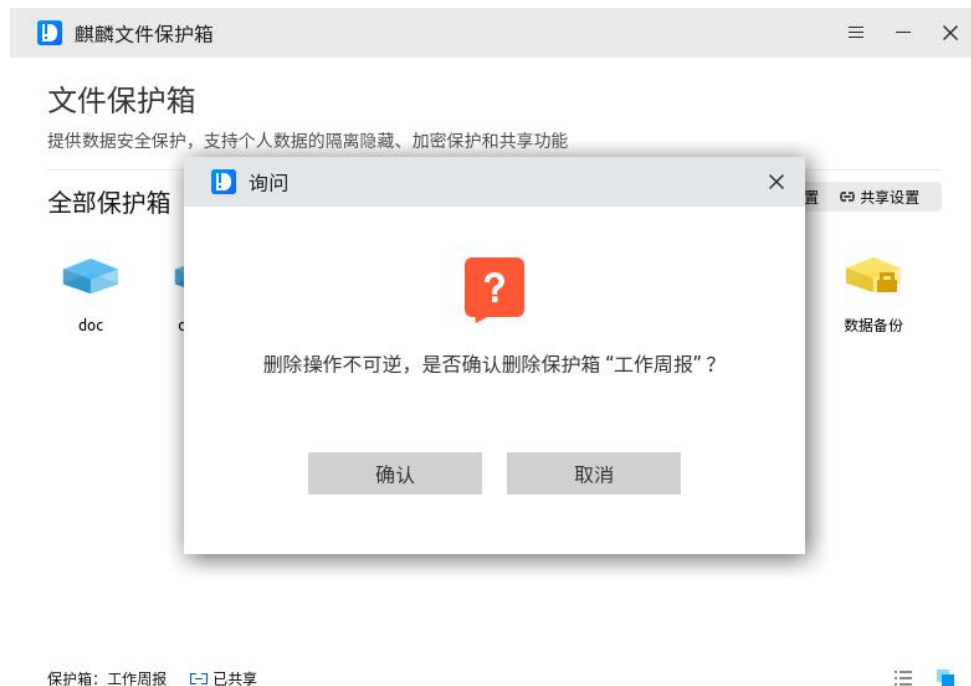 麒麟文件保护箱
文件保护箱
提供数据安全保护，支持个人数据的隔离隐藏、加密保护和共享功能
全部保护箱
置 共享设置
询问
删除操作不可逆，是否确认删除保护箱“工作周报”？
确认 取消
doc
数据备份
保护箱：工作周报 已共享